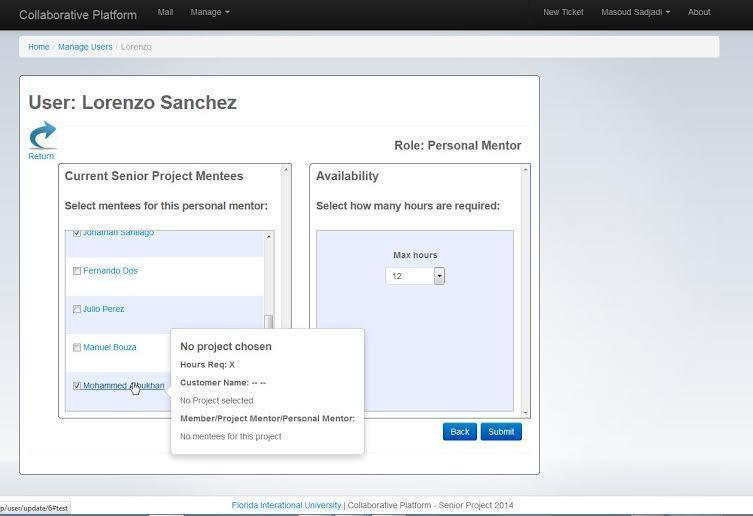 Collaborative Platform Mail Manage New Ticket Masoud Sadjadi About
Home / Manage Users / Lorenzo
User: Lorenzo Sanchez
Return
Role: Personal Mentor
Current Senior Project Mentees
Select mentees for this personal mentor:
Jonathan Santiago
Fernando Dos
Julio Perez
Manuel Bouza
Mohammed
No project chosen
Hours Req: X
Customer Name: -- --
No Project selected
Member/Project Mentor/Personal Mentor:
No mentees for this project
Availability
Select how many hours are required:
Max hours
12
Back Submit
p/user/update/6#test
Florida Interational University | Collaborative Platform - Senior Project 2014